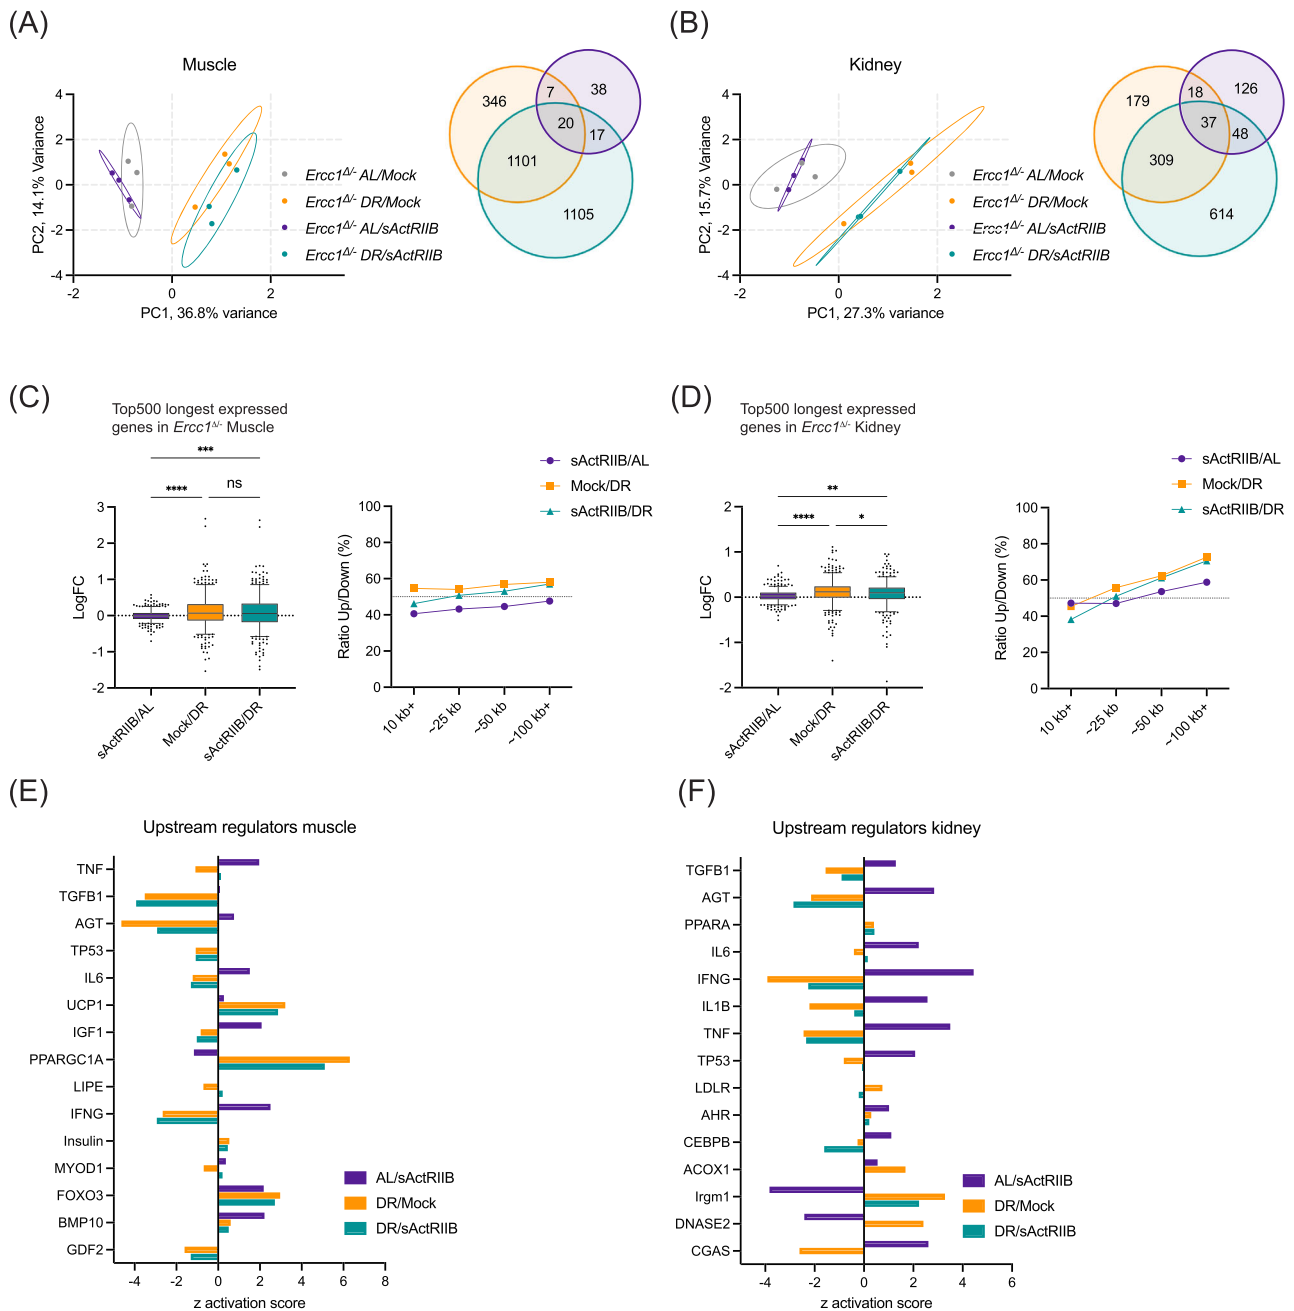 (A)
Muscle
PC2, 14.1% Variance
4
2
0
-2
-4
-2
0
2
PC1, 36.8% variance
Ercc1Δ/- AL/Mock
Ercc1Δ/- DR/Mock
Ercc1Δ/- AL/sActRIIB
Ercc1Δ/- DR/sActRIIB
346
7
38
20
17
1101
1105
(B)
Kidney
PC2, 15.7% Variance
4
2
0
-2
-4
-2
0
2
PC1, 27.3% variance
Ercc1Δ/- AL/Mock
Ercc1Δ/- DR/Mock
Ercc1Δ/- AL/sActRIIB
Ercc1Δ/- DR/sActRIIB
179
18
126
37
48
309
614
(C)
Top500 longest expressed
genes in Ercc1Δ/- Muscle
***
****
ns
LogFC
3
2
1
0
-1
-2
sActRIIB/AL
Mock/DR
sActRIIB/DR
sActRIIB/AL
Mock/DR
sActRIIB/DR
Ratio Up/Down (%)
100
80
60
40
20
0
10 kb+
~25 kb
~50 kb
~100 kb+
(D)
Top500 longest expressed
genes in Ercc1Δ/- Kidney
**
****
*
LogFC
2
1
0
-1
-2
sActRIIB/AL
Mock/DR
sActRIIB/DR
sActRIIB/AL
Mock/DR
sActRIIB/DR
Ratio Up/Down (%)
100
80
60
40
20
0
10 kb+
~25 kb
~50 kb
~100 kb+
(E)
Upstream regulators muscle
TNF
TGFB1
AGT
TP53
IL6
UCP1
IGF1
PPARGC1A
LIPE
IFNG
Insulin
MYOD1
FOXO3
BMP10
GDF2
AL/sActRIIB
DR/Mock
DR/sActRIIB
-4
-2
0
2
4
6
8
z activation score
(F)
Upstream regulators kidney
TGFB1
AGT
PPARA
IL6
IFNG
IL1B
TNF
TP53
LDLR
AHR
CEBPB
ACOX1
Irgm1
DNASE2
CGAS
AL/sActRIIB
DR/Mock
DR/sActRIIB
-4
-2
0
2
4
6
z activation score